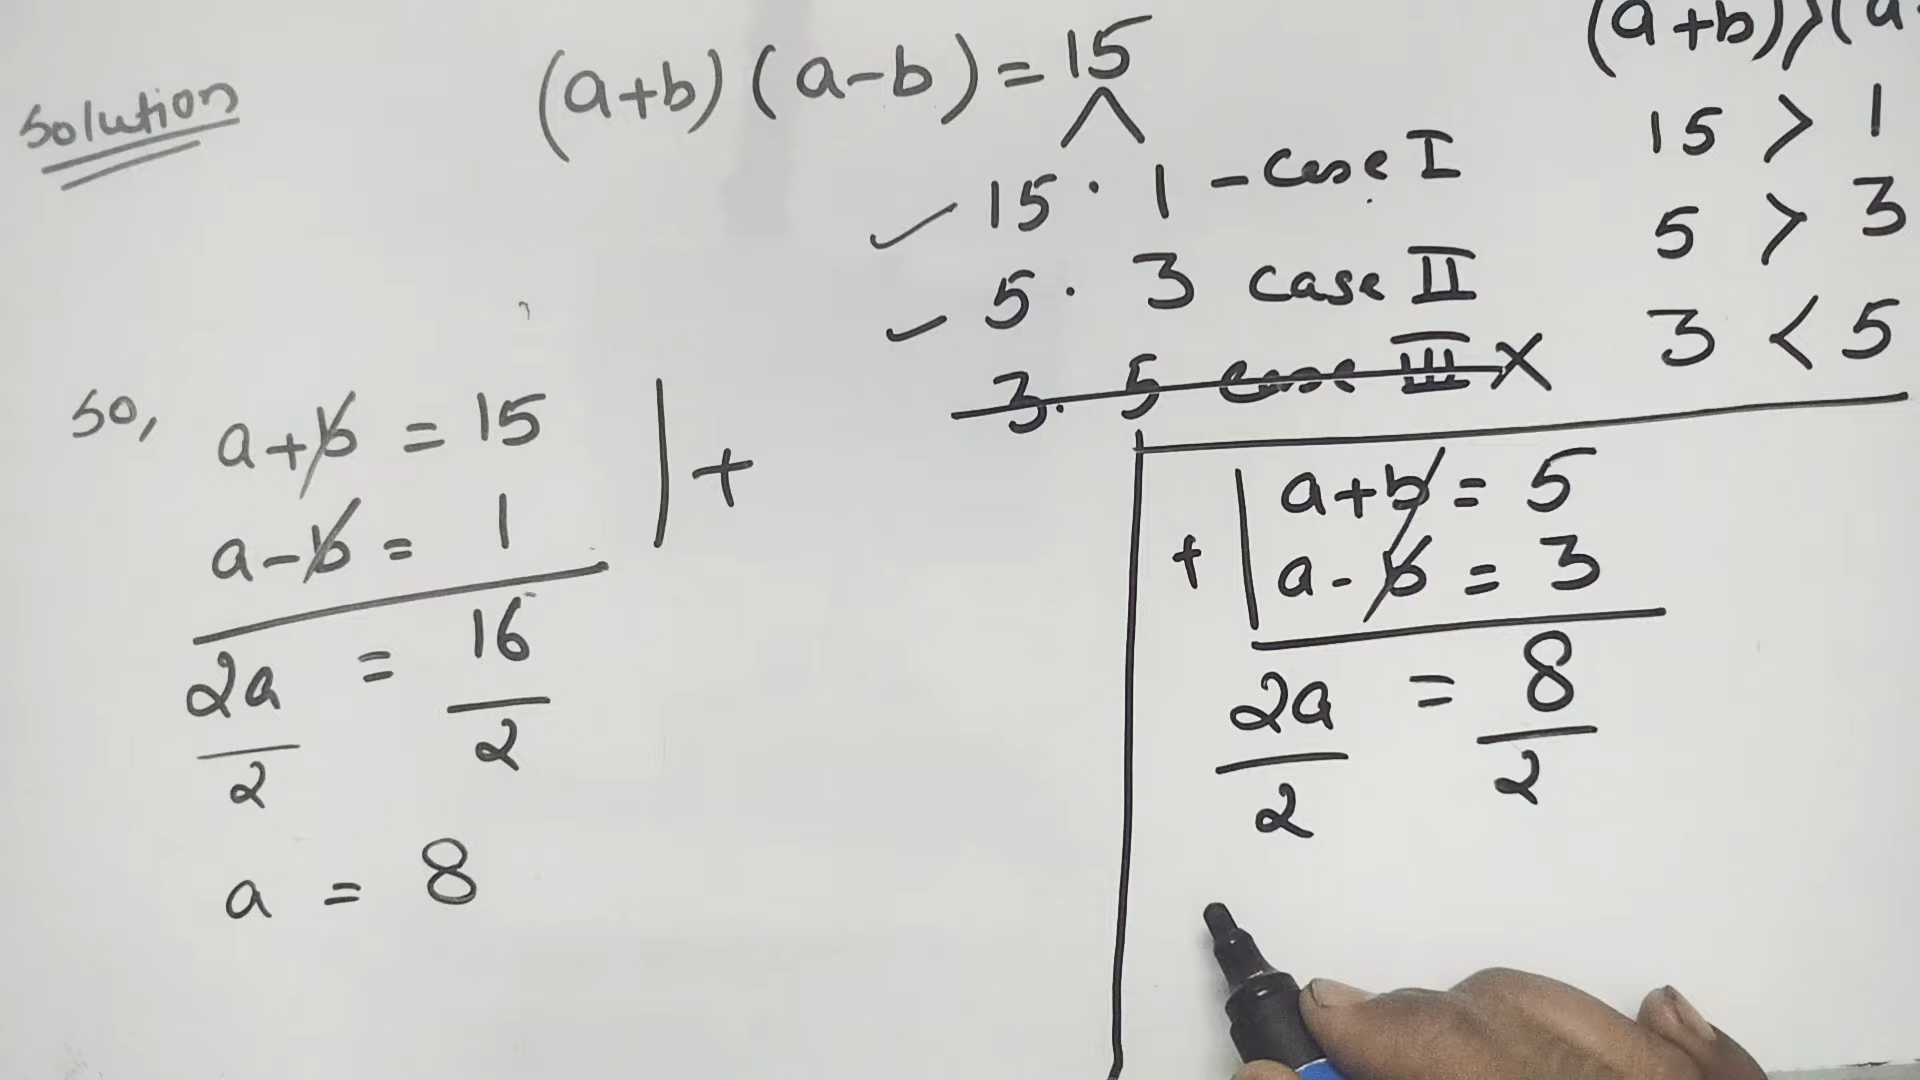 Solution
(a+b)(a-b)=15
15 · 1 - case I
5 · 3 case II
3 · 5 case III X
(a+b)>(a
15 > 1
5 > 3
3 < 5
so, a+b = 15
a-b = 1
+
2a/2 = 16/2
a = 8
+
a+b = 5
a-b = 3
2a/2 = 8/2